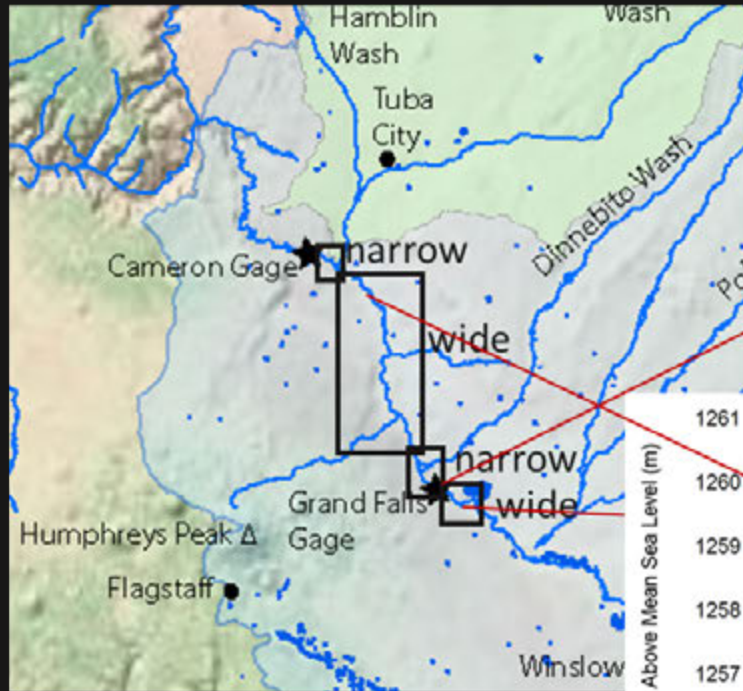 Hamblin
Wash
Wash
Tuba
City
Dinnebito Wash
narrow
Cameron Gage
wide
1261
narrow
1260
Grand Falls
Gage
wide
Humphreys Peak Δ
1259
Flagstaff
1258
Winslow
1257
Above Mean Sea Level (m)